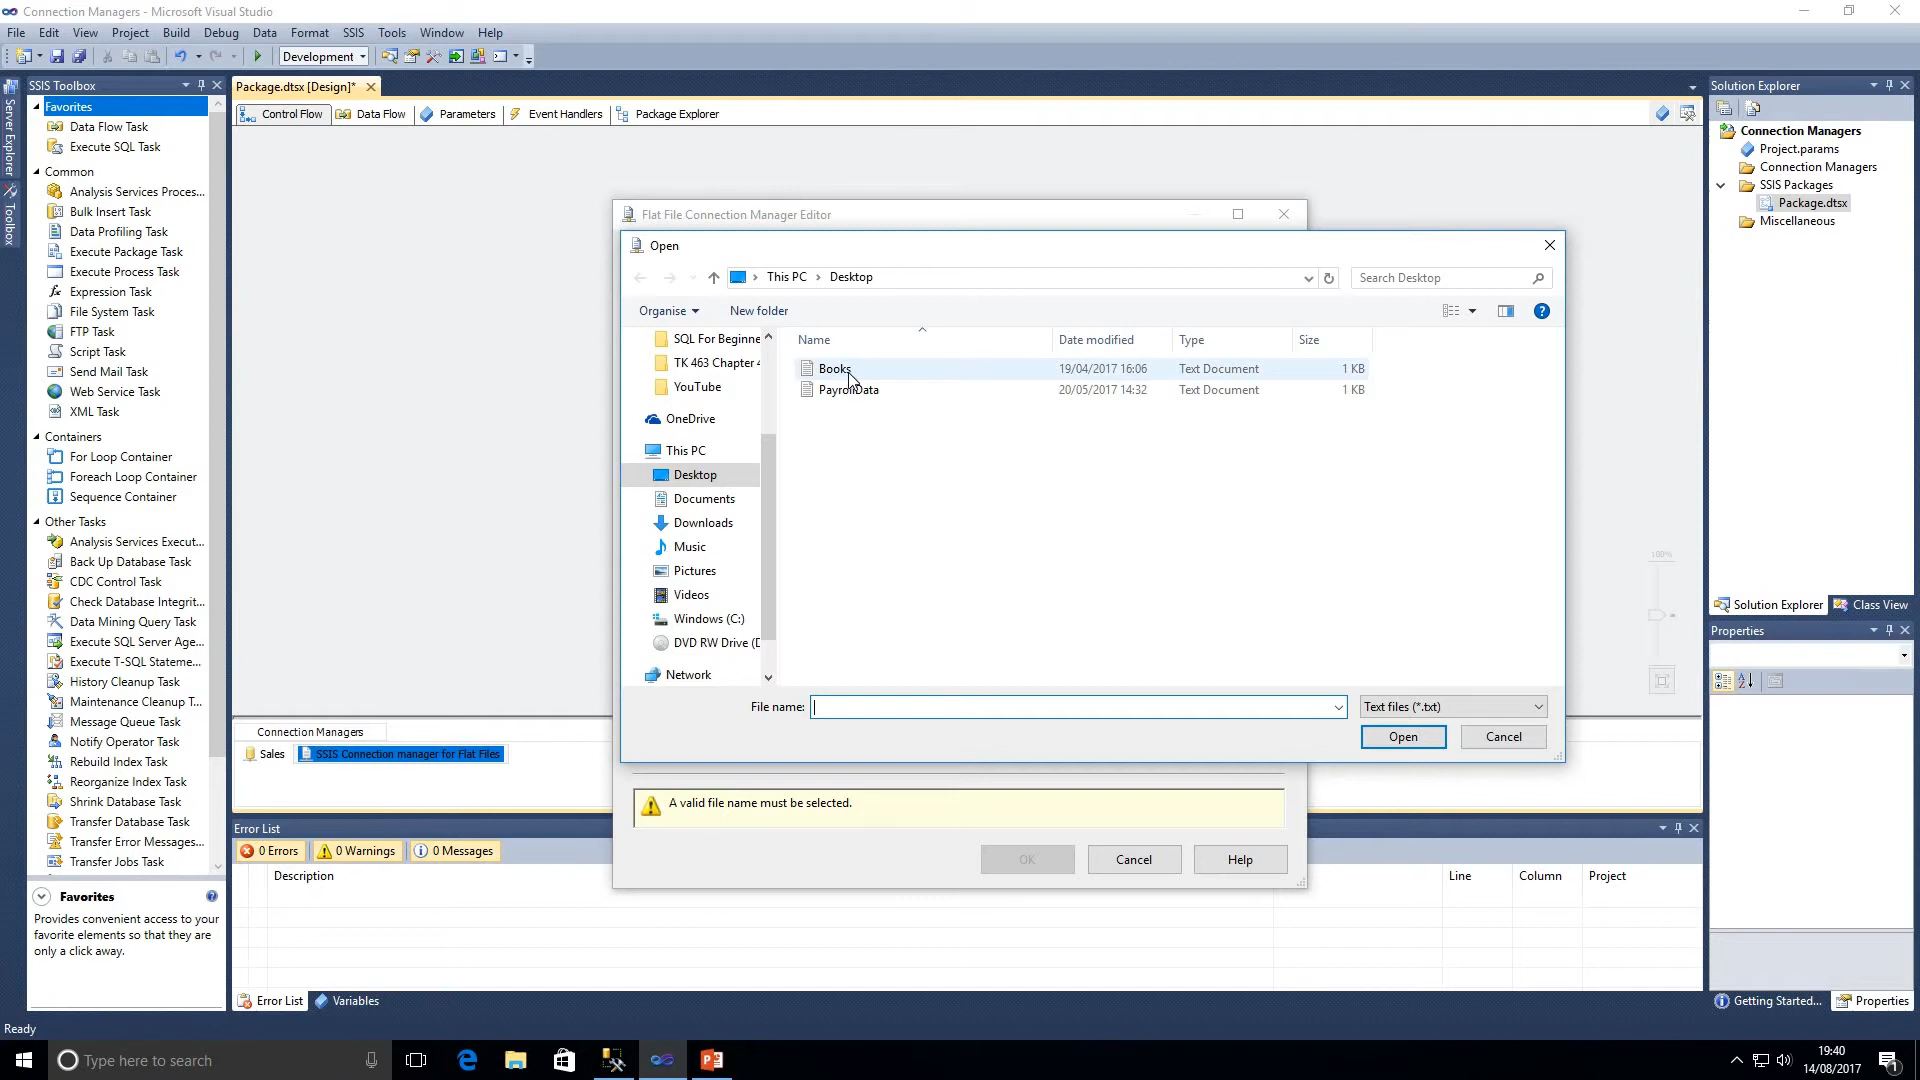 Connection Managers - Microsoft Visual Studio
File Edit View Project Build Debug Data Format SSIS Tools Window Help
Development
Server Explorer
Toolbox
SSIS Toolbox
Favorites
Data Flow Task
Execute SQL Task
Common
Analysis Services Proces...
Bulk Insert Task
Data Profiling Task
Execute Package Task
Execute Process Task
Expression Task
File System Task
FTP Task
Script Task
Send Mail Task
Web Service Task
XML Task
Containers
For Loop Container
Foreach Loop Container
Sequence Container
Other Tasks
Analysis Services Execut...
Back Up Database Task
CDC Control Task
Check Database Integrit...
Data Mining Query Task
Execute SQL Server Age...
Execute T-SQL Stateme...
History Cleanup Task
Maintenance Cleanup T...
Message Queue Task
Notify Operator Task
Rebuild Index Task
Reorganize Index Task
Shrink Database Task
Transfer Database Task
Transfer Error Messages...
Transfer Jobs Task
Favorites
Provides convenient access to your
favorite elements so that they are
only a click away.
Package.dtsx [Design]*
Control Flow Data Flow Parameters Event Handlers Package Explorer
Flat File Connection Manager Editor
Open
This PC > Desktop
Search Desktop
Organise New folder
SQL For Beginne
TK 463 Chapter 4
YouTube
OneDrive
This PC
Desktop
Documents
Downloads
Music
Pictures
Videos
Windows (C:)
DVD RW Drive (D
Network
Name Date modified Type Size
Books 19/04/2017 16:06 Text Document 1 KB
PayrollData 20/05/2017 14:32 Text Document 1 KB
File name: Text files (*.txt)
Open Cancel
A valid file name must be selected.
OK Cancel Help
100%
Connection Managers
Sales SSIS Connection manager for Flat Files
Error List
0 Errors 0 Warnings 0 Messages
Description Line Column Project
Error List Variables
Solution Explorer
Connection Managers
Project.params
Connection Managers
SSIS Packages
Package.dtsx
Miscellaneous
Solution Explorer Class View
Properties
Getting Started... Properties
Ready
Type here to search
19:40
14/08/2017
1